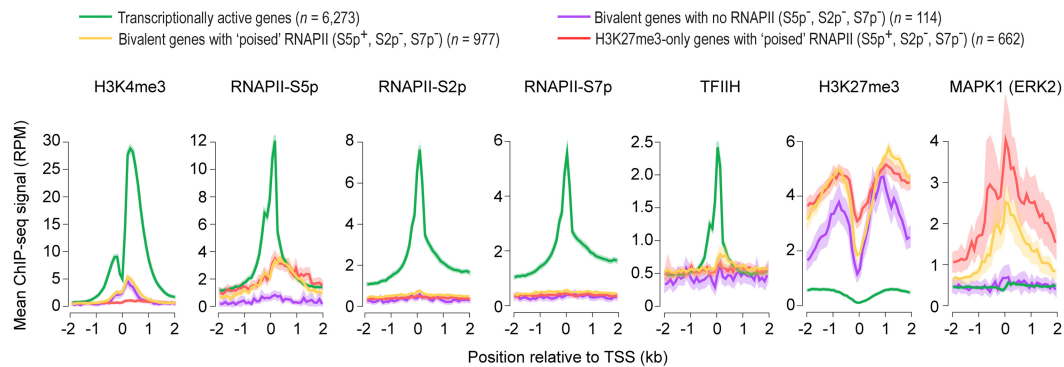 Transcriptionally active genes (n = 6,273)
Bivalent genes with no RNAPII (S5p⁻, S2p⁻, S7p⁻) (n = 114)
Bivalent genes with ‘poised’ RNAPII (S5p⁺, S2p⁻, S7p⁻) (n = 977)
H3K27me3-only genes with ‘poised’ RNAPII (S5p⁺, S2p⁻, S7p⁻) (n = 662)
H3K4me3 RNAPII-S5p RNAPII-S2p RNAPII-S7p TFIIH H3K27me3 MAPK1 (ERK2)
Mean ChIP-seq signal (RPM)
30 25 20 15 10 5 0
12 10 8 6 4 2 0
8 6 4 2 0
6 4 2 0
2.5 2.0 1.5 1.0 0.5 0
6 4 2 0
4 3 2 1 0
-2 -1 0 1 2 -2 -1 0 1 2 -2 -1 0 1 2 -2 -1 0 1 2 -2 -1 0 1 2 -2 -1 0 1 2 -2 -1 0 1 2
Position relative to TSS (kb)